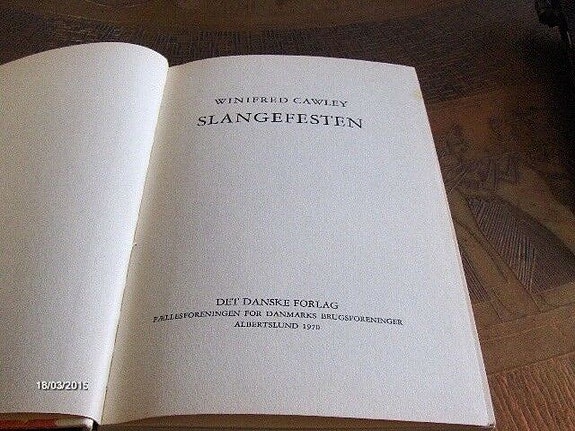 WINIFRED CAWLEY
SLANGEFESTEN
DET DANSKE FORLAG
FÆLLESFORENINGEN FOR DANMARKS BRUGSFORENINGER
ALBERTSLUND 1970
18/03/2015